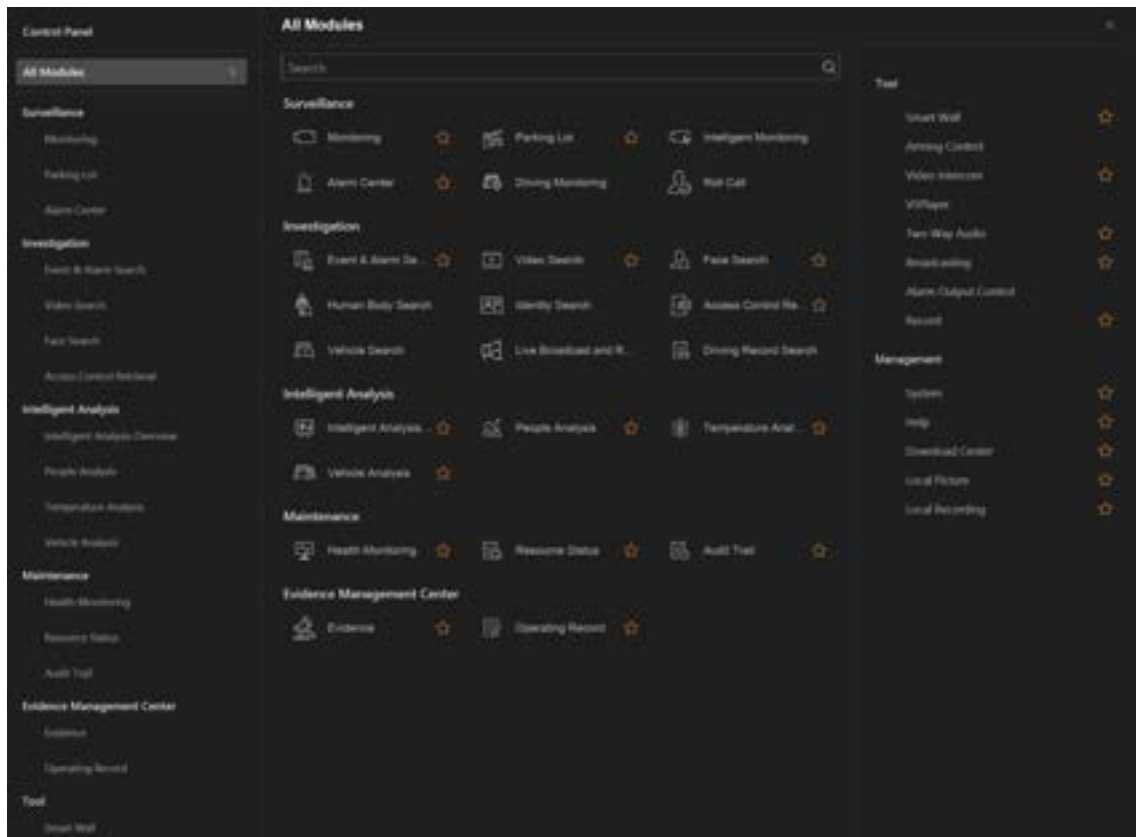 Control Panel
All Modules
Surveillance
Monitoring
Parking Lot
Alarm Center
Investigation
Event & Alarm Search
Video Search
Face Search
Access Control Retrieval
Intelligent Analysis
Intelligent Analysis Overview
People Analysis
Temperature Analysis
Vehicle Analysis
Maintenance
Health Monitoring
Resource Status
Audit Trail
Evidence Management Center
Evidence
Operating Record
Tool
Smart Wall
All Modules
Search
Surveillance
Monitoring Parking Lot Intelligent Monitoring
Alarm Center Driving Monitoring Roll Call
Investigation
Event & Alarm Se... Video Search Face Search
Human Body Search Identity Search Access Control Re...
Vehicle Search Live Broadcast and R... Driving Record Search
Intelligent Analysis
Intelligent Analysis... People Analysis Temperature Anal...
Vehicle Analysis
Maintenance
Health Monitoring Resource Status Audit Trail
Evidence Management Center
Evidence Operating Record
Tool
Smart Wall
Arming Control
Video Intercom
VSPlayer
Two-Way Audio
Broadcasting
Alarm Output Control
Record
Management
System
Help
Download Center
Local Picture
Local Recording